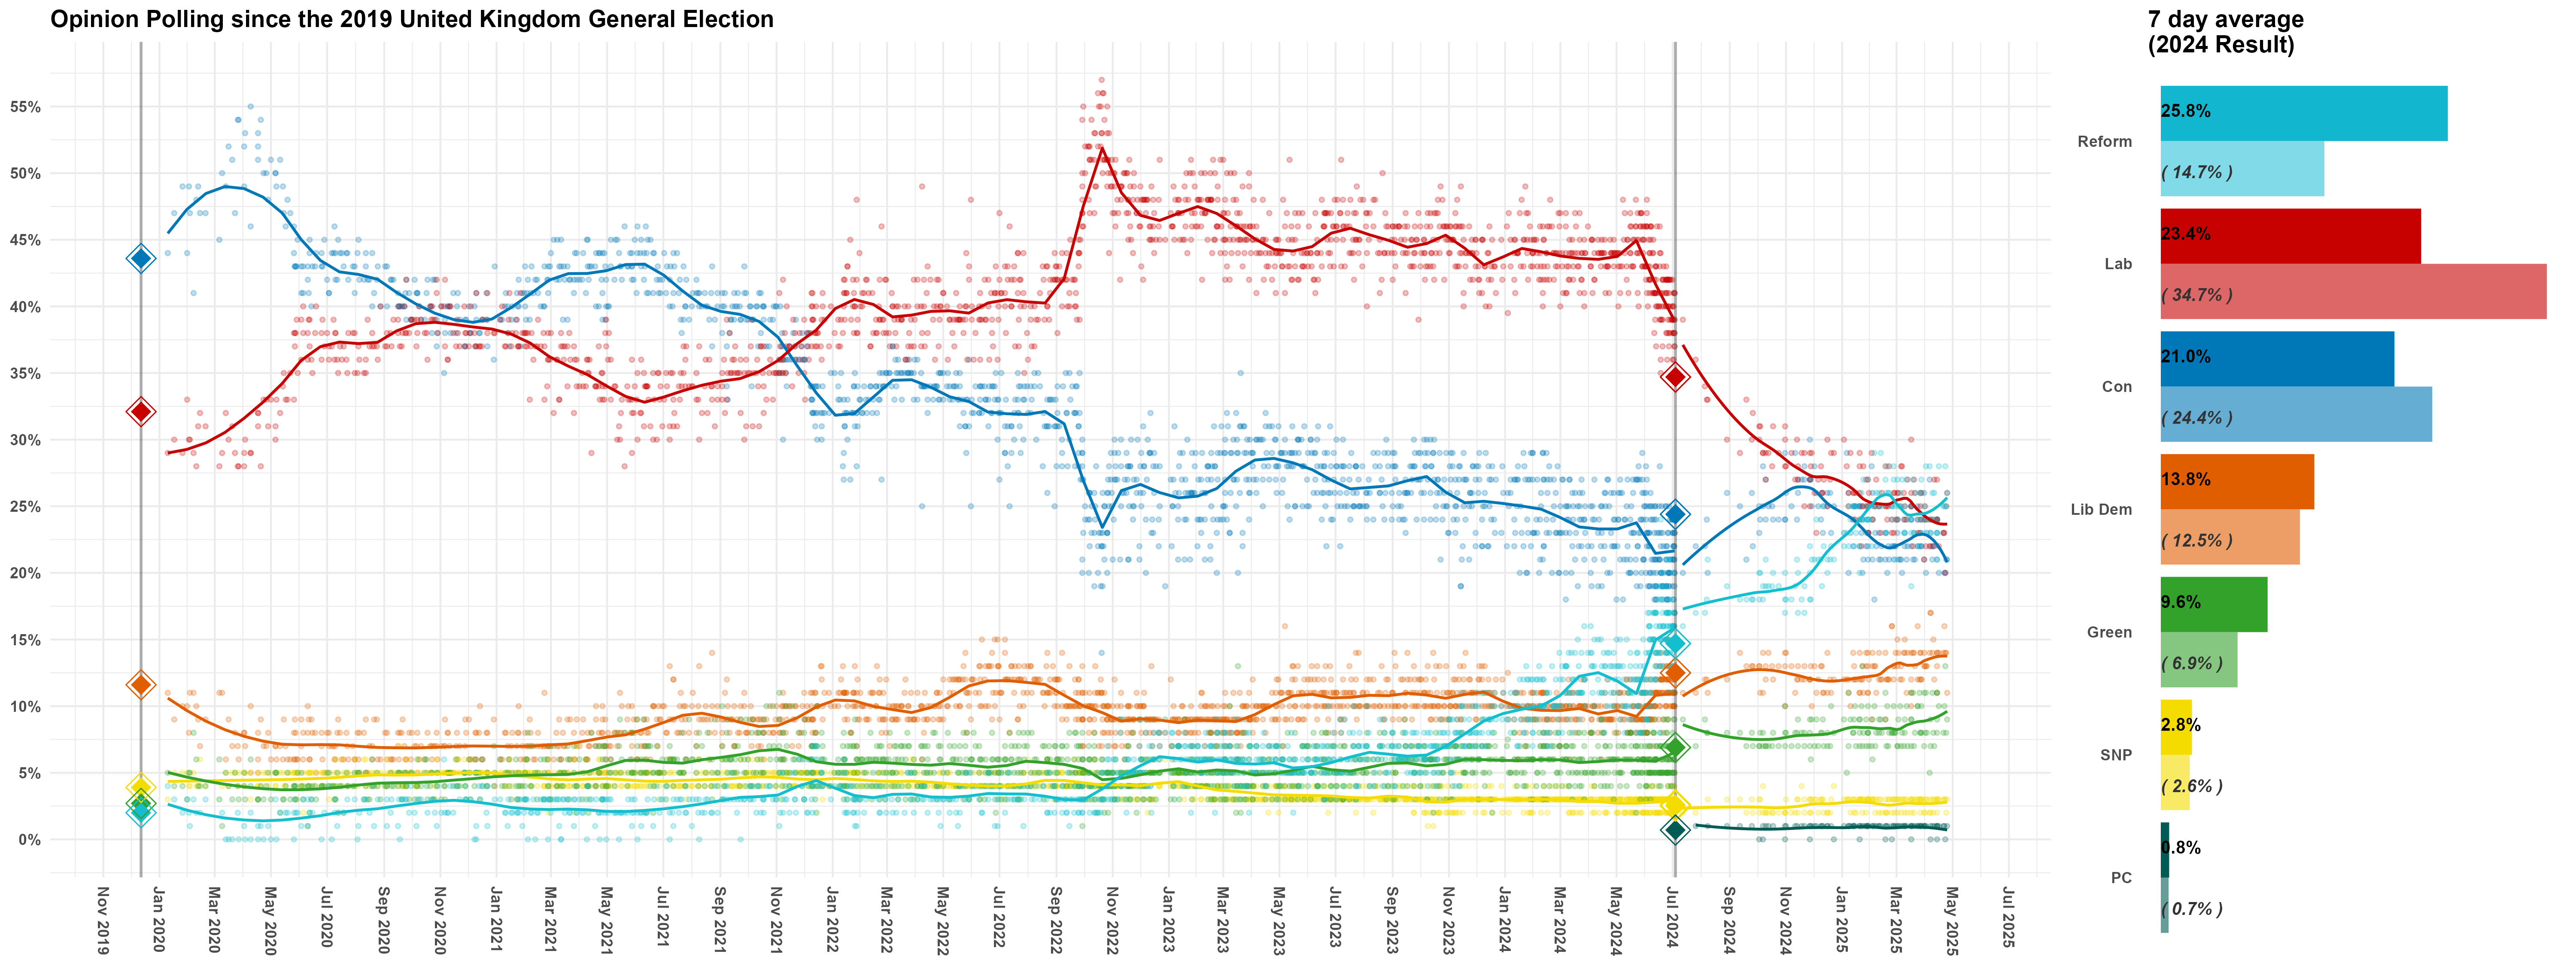 Opinion Polling since the 2019 United Kingdom General Election
55%
50%
45%
40%
35%
30%
25%
20%
15%
10%
5%
0%
Nov 2019
Jan 2020
Mar 2020
May 2020
Jul 2020
Sep 2020
Nov 2020
Jan 2021
Mar 2021
May 2021
Jul 2021
Sep 2021
Nov 2021
Jan 2022
Mar 2022
May 2022
Jul 2022
Sep 2022
Nov 2022
Jan 2023
Mar 2023
May 2023
Jul 2023
Sep 2023
Nov 2023
Jan 2024
Mar 2024
May 2024
Jul 2024
Sep 2024
Nov 2024
Jan 2025
Mar 2025
May 2025
Jul 2025
7 day average
(2024 Result)
Reform
25.8%
( 14.7% )
Lab
23.4%
( 34.7% )
Con
21.0%
( 24.4% )
Lib Dem
13.8%
( 12.5% )
Green
9.6%
( 6.9% )
SNP
2.8%
( 2.6% )
PC
0.8%
( 0.7% )